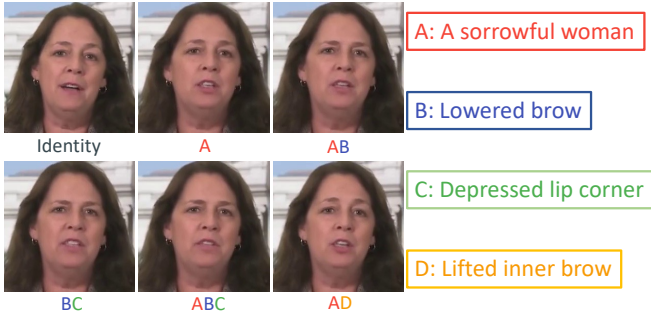 A: A sorrowful woman
B: Lowered brow
Identity
A
AB
C: Depressed lip corner
D: Lifted inner brow
BC
ABC
AD